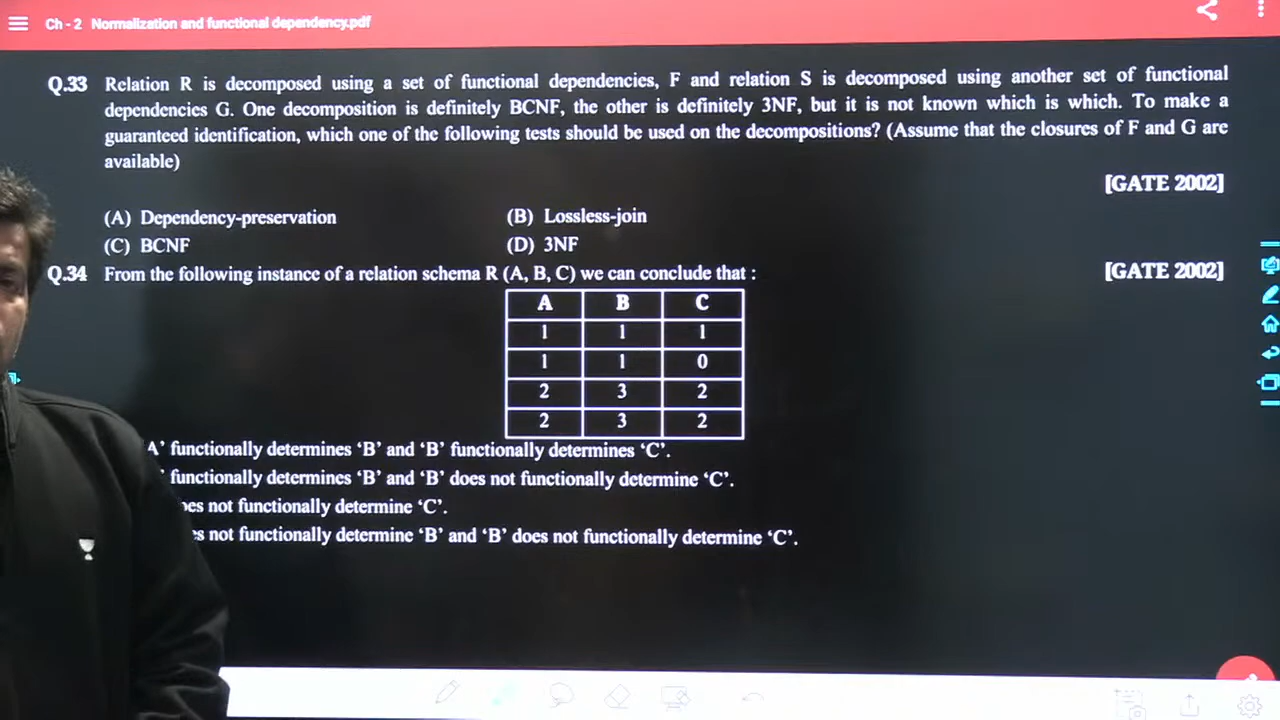 Ch - 2 Normalization and functional dependency.pdf
Q.33 Relation R is decomposed using a set of functional dependencies, F and relation S is decomposed using another set of functional
dependencies G. One decomposition is definitely BCNF, the other is definitely 3NF, but it is not known which is which. To make a
guaranteed identification, which one of the following tests should be used on the decompositions? (Assume that the closures of F and G are
available)
[GATE 2002]
(A) Dependency-preservation (B) Lossless-join
(C) BCNF (D) 3NF
Q.34 From the following instance of a relation schema R (A, B, C) we can conclude that : [GATE 2002]
A B C
1 1 1
1 1 0
2 3 2
2 3 2
A’ functionally determines ‘B’ and ‘B’ functionally determines ‘C’.
’ functionally determines ‘B’ and ‘B’ does not functionally determine ‘C’.
not functionally determine ‘C’.
not functionally determine ‘B’ and ‘B’ does not functionally determine ‘C’.